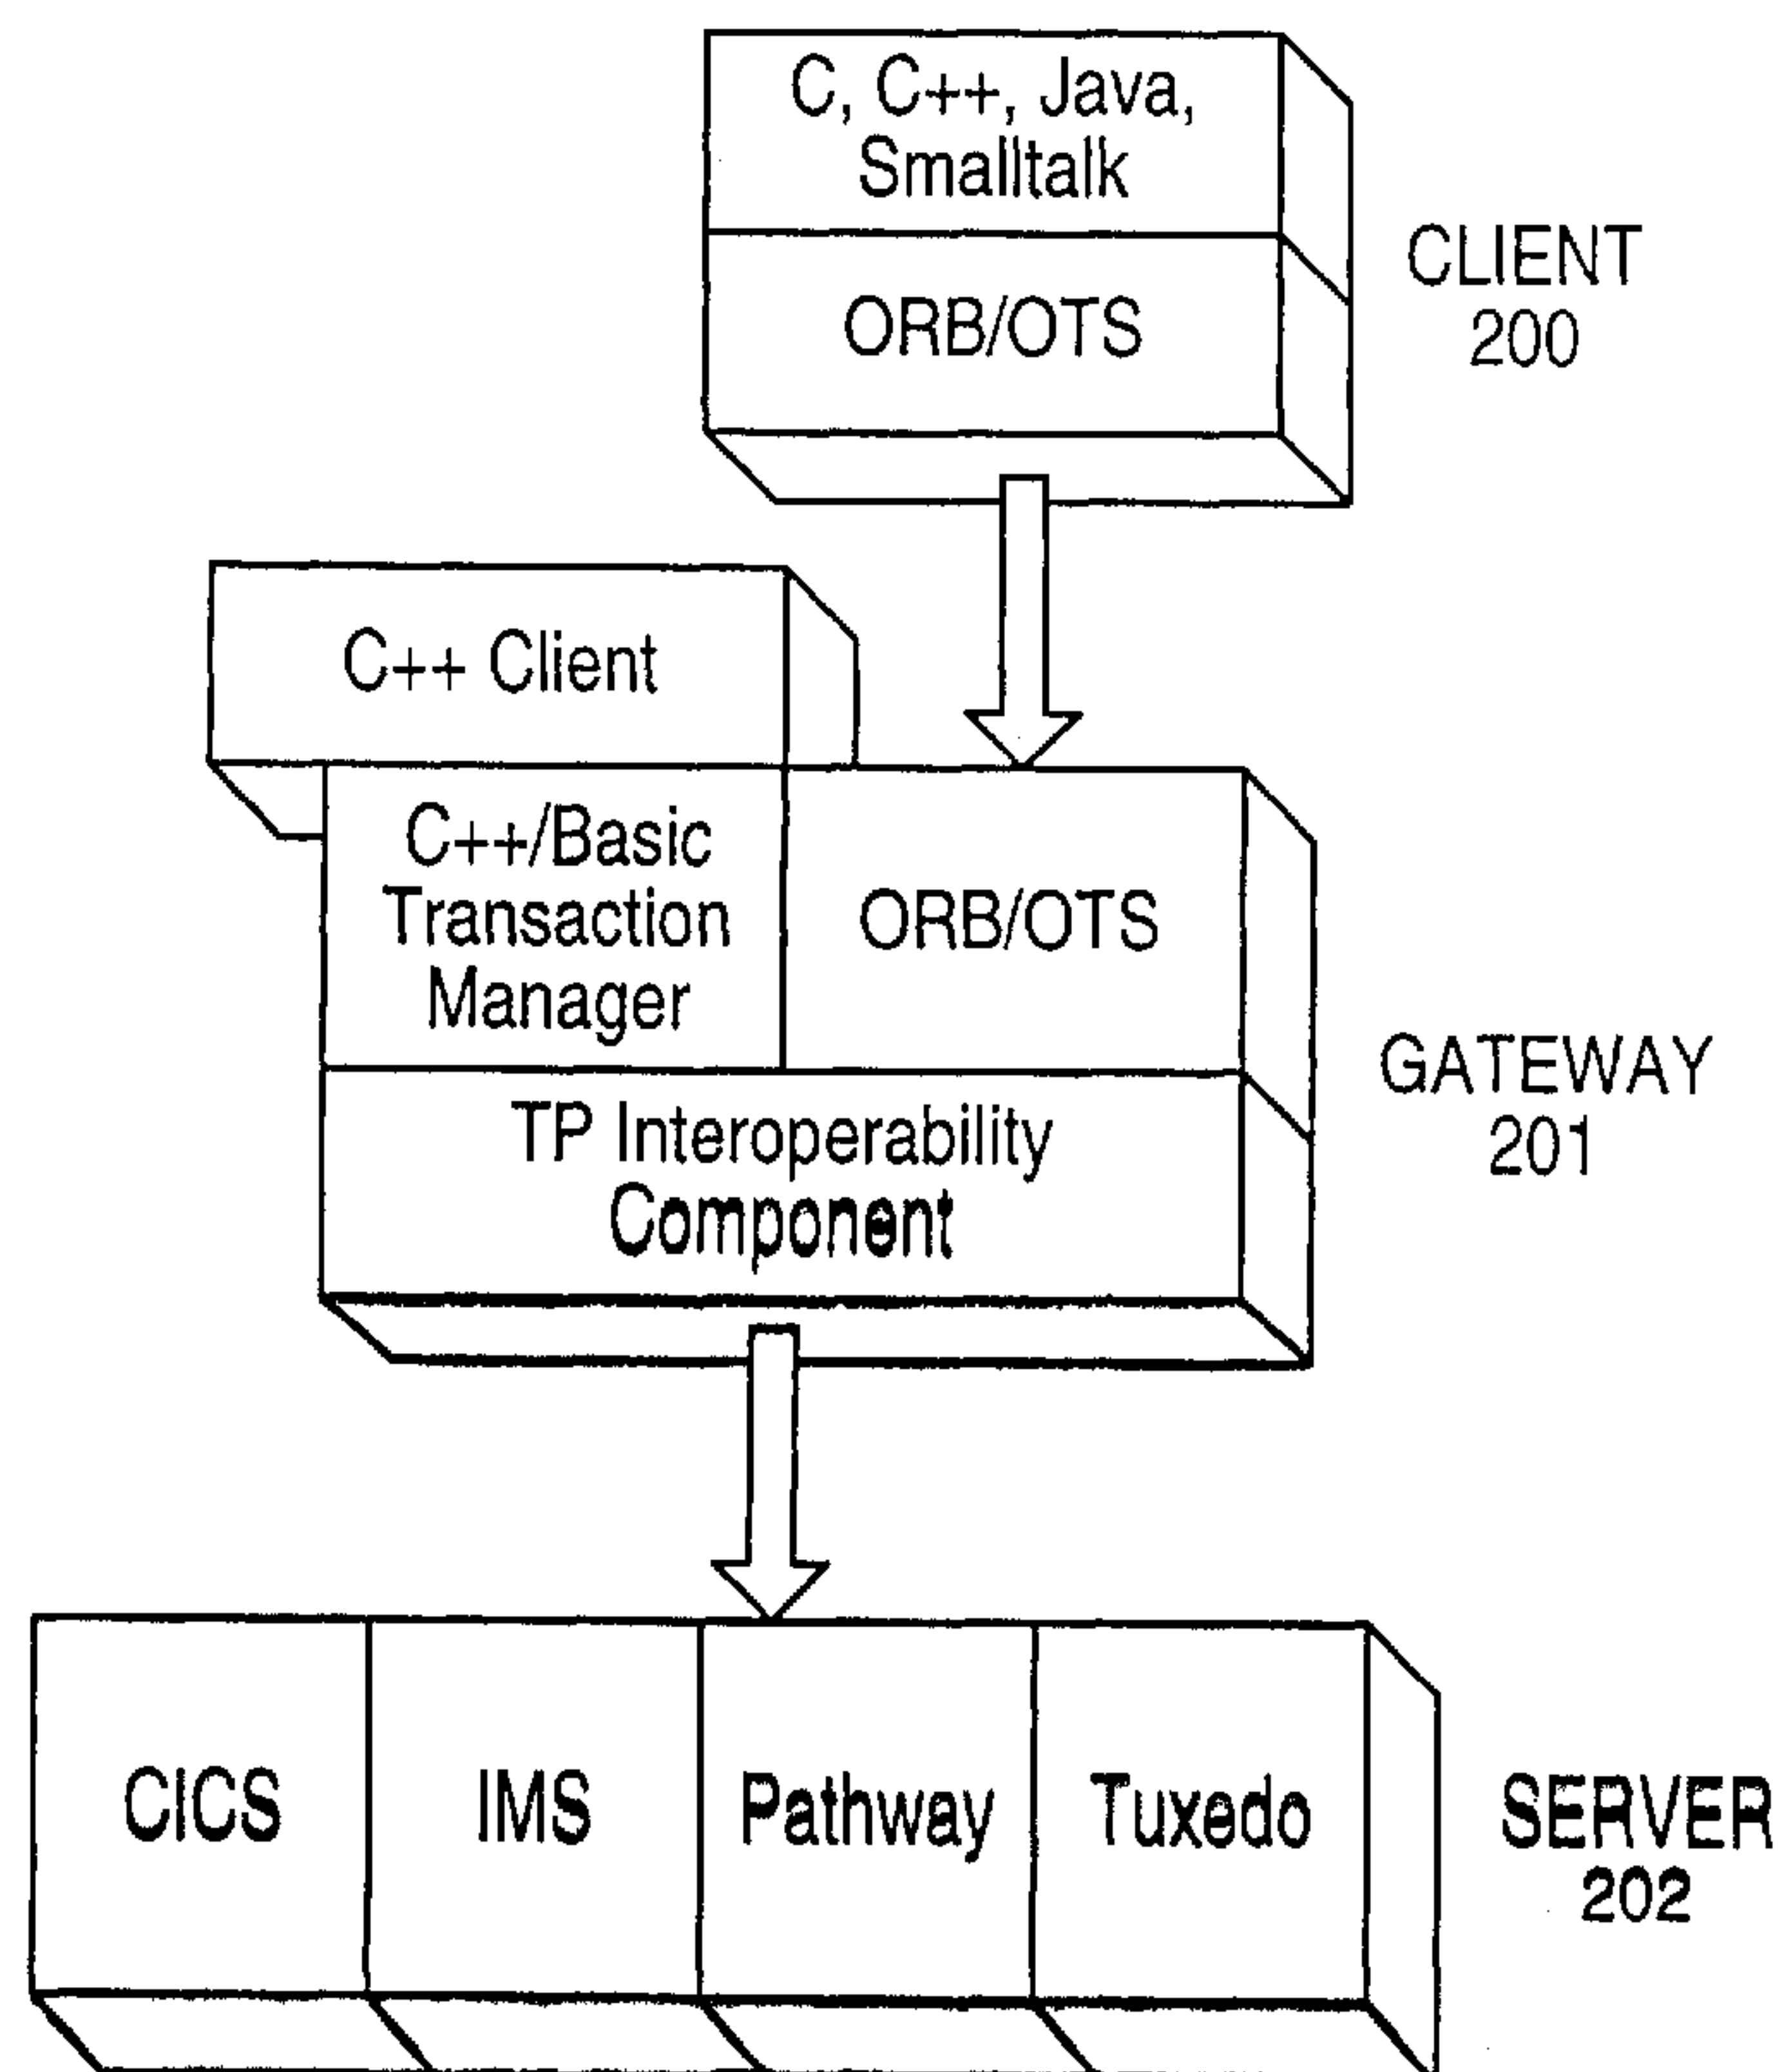 C, C++, Java,
Smalltalk
ORB/OTS
CLIENT
200
C++ Client
C++/Basic
Transaction
Manager
ORB/OTS
TP Interoperability
Component
GATEWAY
201
CICS
IMS
Pathway
Tuxedo
SERVER
202